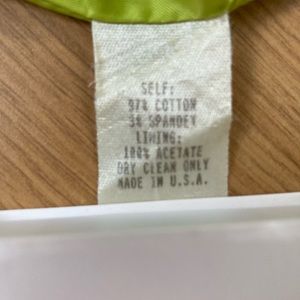 SELF:
97% COTTON
3% SPANDEX
LINING:
100% ACETATE
DRY CLEAN ONLY
MADE IN U.S.A.